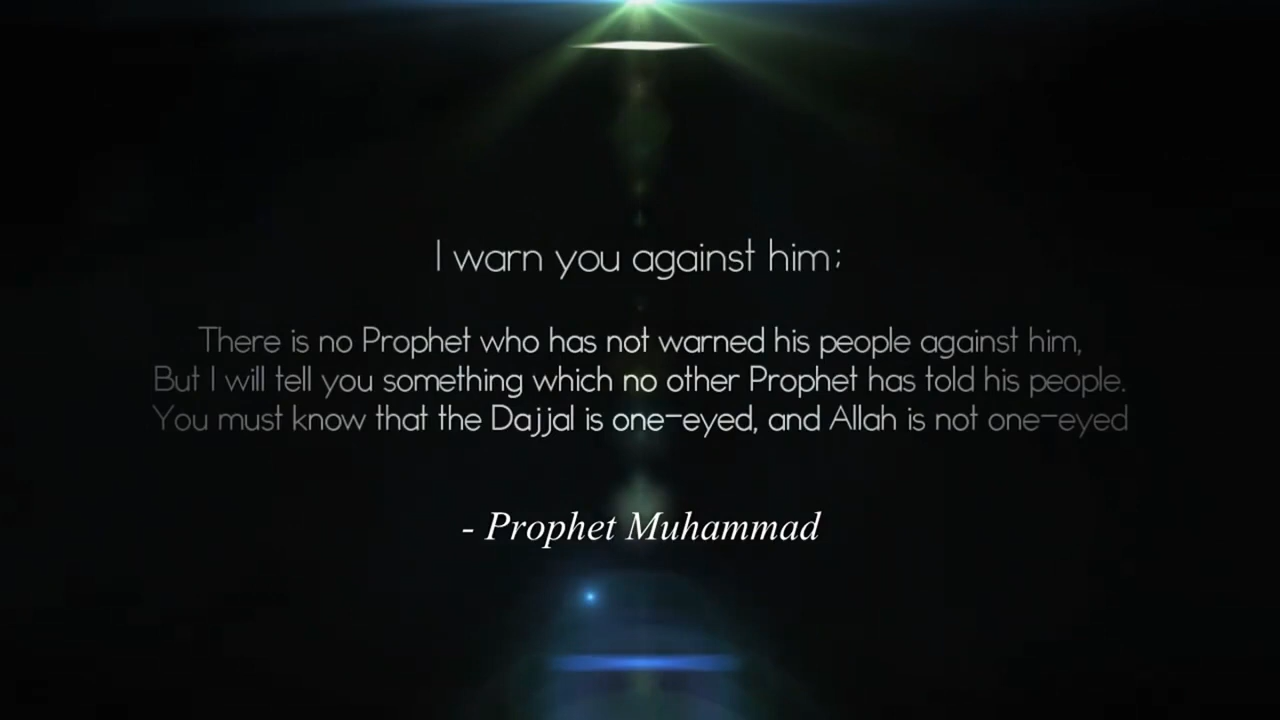 I warn you against him;
There is no Prophet who has not warned his people against him,
But I will tell you something which no other Prophet has told his people.
You must know that the Dajjal is one-eyed, and Allah is not one-eyed
- Prophet Muhammad